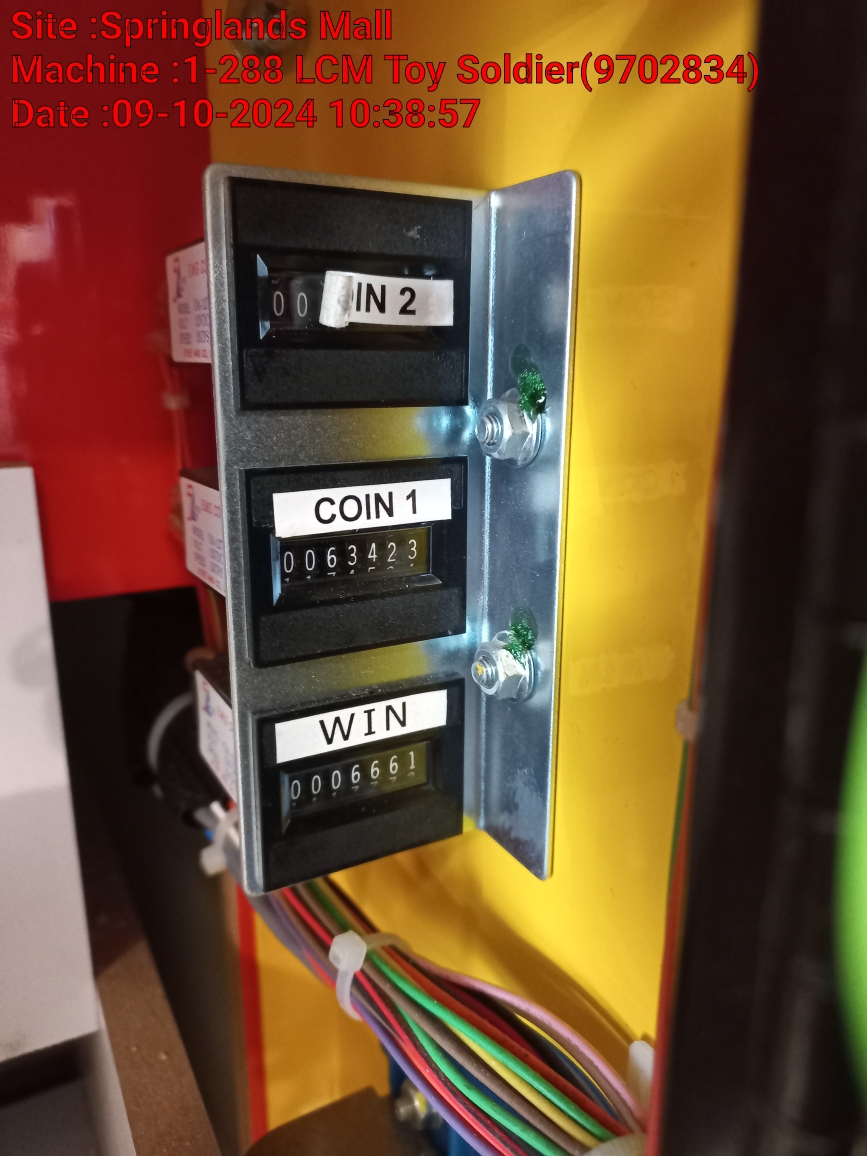 Site :Springlands Mall
Machine :1-288 LCM Toy Soldier(9702834)
Date :09-10-2024 10:38:57
00 IN 2
COIN 1
0063423
WIN
0006661